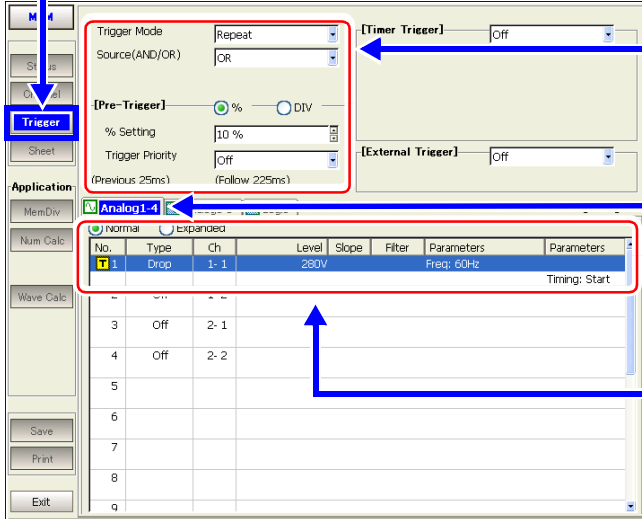 MEM
Status
Channel
Trigger
Sheet
Application
MemDiv
Num Calc
Wave Calc
Save
Print
Exit
Trigger Mode Repeat
Source(AND/OR) OR
[Pre-Trigger] % DIV
% Setting 10 %
Trigger Priority Off
(Previous 25ms) (Follow 225ms)
[Timer Trigger] Off
[External Trigger] Off
Analog1-4
Normal Expanded
No. Type Ch Level Slope Filter Parameters Parameters
T 1 Drop 1- 1 280V Freq: 60Hz
Timing: Start
2 Off 1- 2
3 Off 2- 1
4 Off 2- 2
5
6
7
8
9